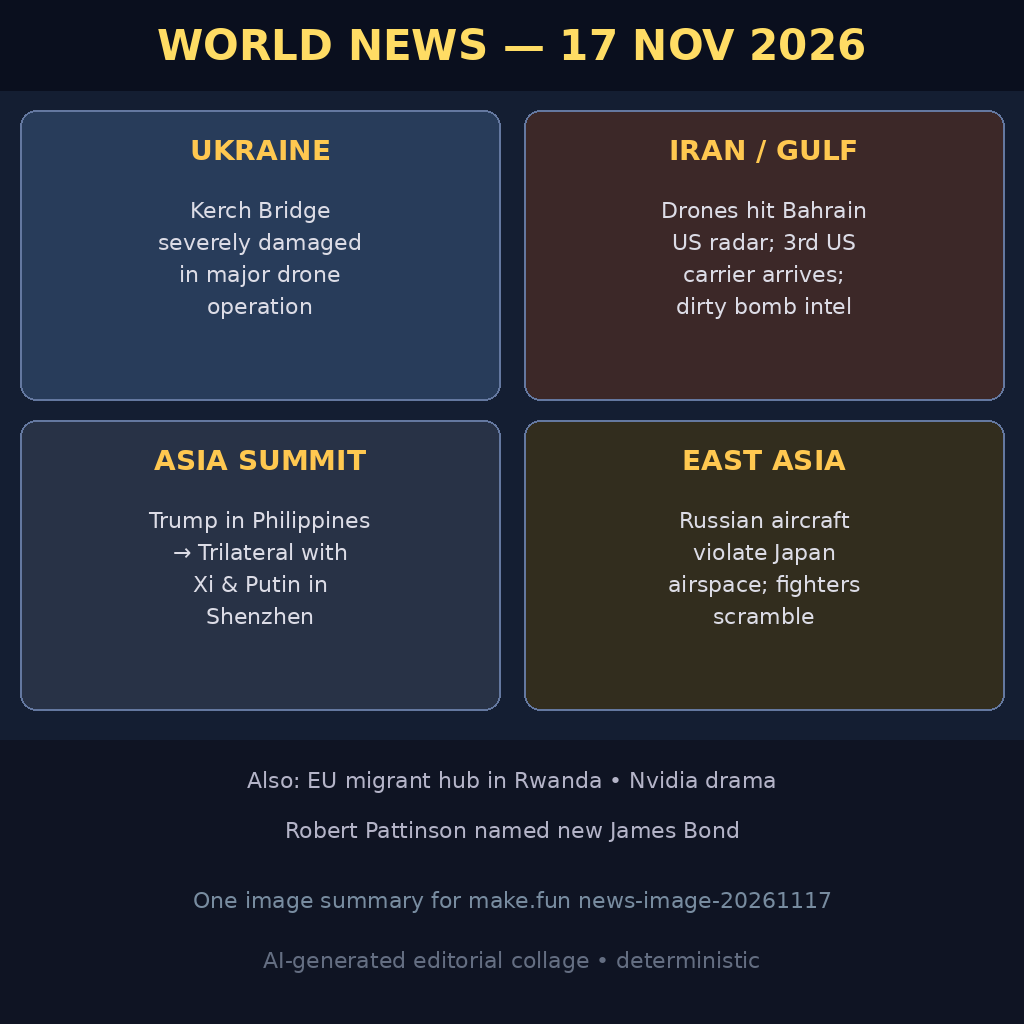 WORLD NEWS — 17 NOV 2026
UKRAINE
Kerch Bridge
severely damaged
in major drone
operation
IRAN / GULF
Drones hit Bahrain
US radar; 3rd US
carrier arrives;
dirty bomb intel
ASIA SUMMIT
Trump in Philippines
→ Trilateral with
Xi & Putin in
Shenzhen
EAST ASIA
Russian aircraft
violate Japan
airspace; fighters
scramble
Also: EU migrant hub in Rwanda • Nvidia drama
Robert Pattinson named new James Bond
One image summary for make.fun news-image-20261117
AI-generated editorial collage • deterministic